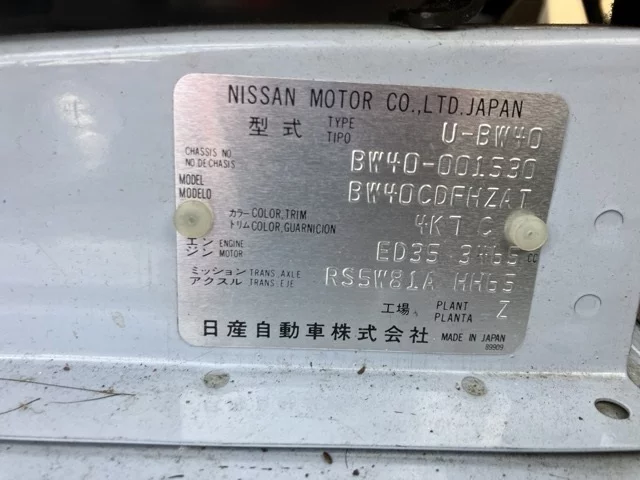 NISSAN MOTOR CO.,LTD.JAPAN
型式 TYPE TIPO U-BW40
CHASSIS NO. NO DE CHASIS BW40-001530
MODEL MODELO BW40CDFHZAT
カラートリム COLOR,TRIM COLOR,GUARNICION 4KT C
エンジン ENGINE MOTOR ED35 3465 cc
ミッションアクスル TRANS. AXLE TRANS. EJE RS5W81A HH65
工場 PLANT PLANTA Z
日産自動車株式会社 MADE IN JAPAN
89909